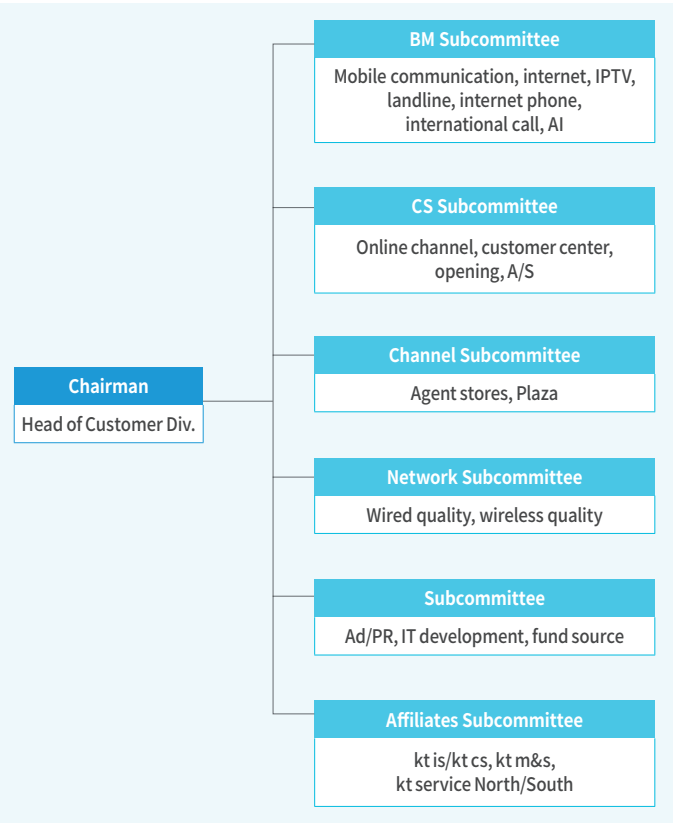 BM Subcommittee
Mobile communication, internet, IPTV,
landline, internet phone,
international call, AI
CS Subcommittee
Online channel, customer center,
opening, A/S
Channel Subcommittee
Agent stores, Plaza
Chairman
Head of Customer Div.
Network Subcommittee
Wired quality, wireless quality
Subcommittee
Ad/PR, IT development, fund source
Affiliates Subcommittee
kt is/kt cs, kt m&s,
kt service North/South